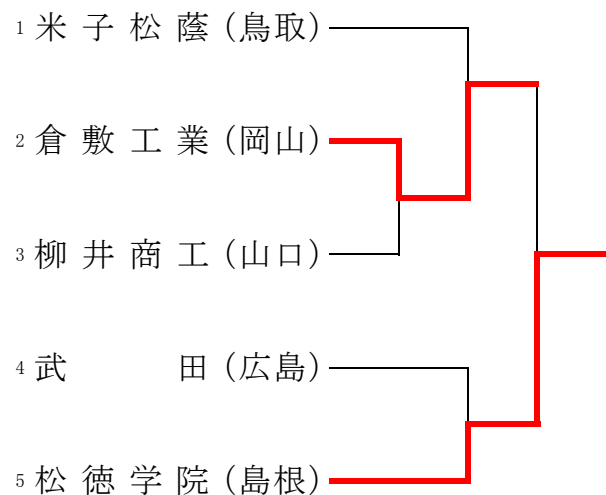 1 米子松蔭(鳥取)
2 倉敷工業(岡山)
3 柳井商工(山口)
4 武田(広島)
5 松徳学院(島根)